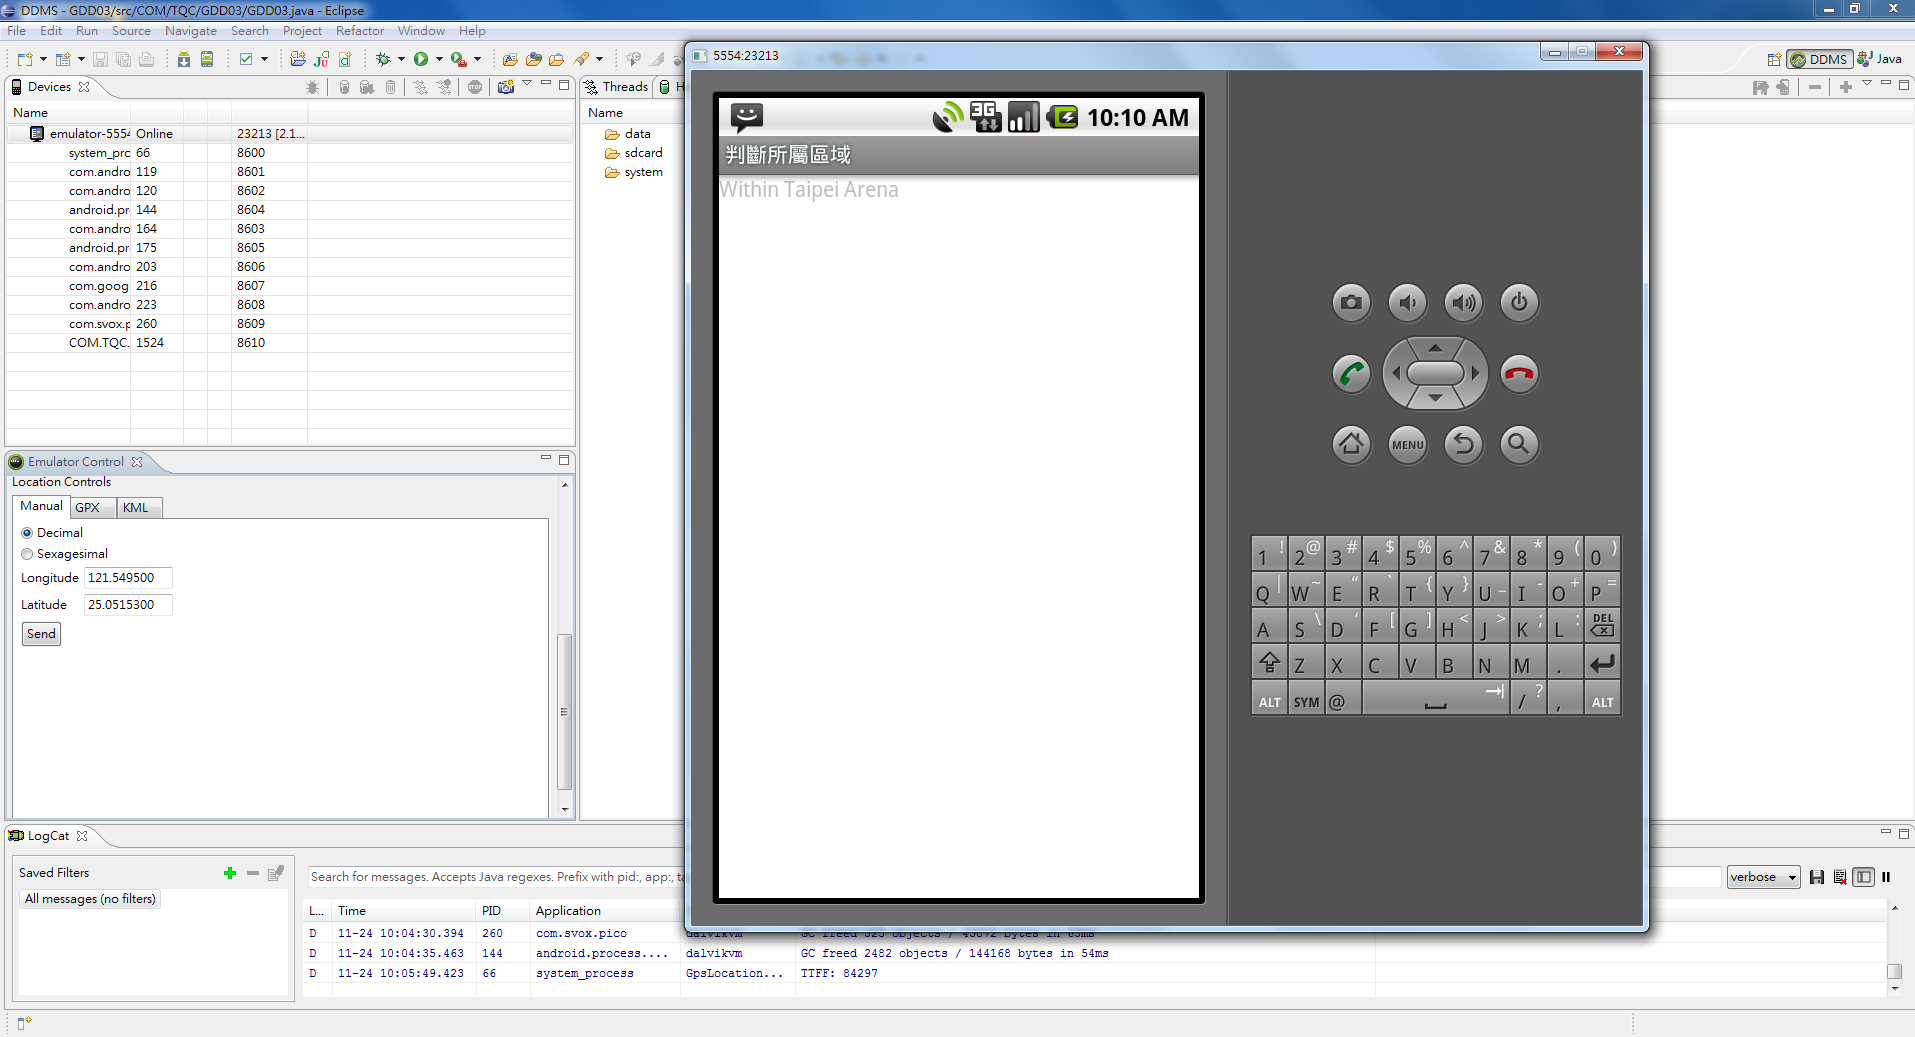 DDMS - GDD03/src/COM/TQC/GDD03/GDD03.java - Eclipse
File Edit Run Source Navigate Search Project Refactor Window Help
DDMS Java
Devices
Name
emulator-5554 Online 23213 [2.1...
system_prc 66 8600
com.andro 119 8601
com.andro 120 8602
android.pr 144 8604
com.andro 164 8603
android.pr 175 8605
com.andro 203 8606
com.goog 216 8607
com.andro 223 8608
com.svox.p 260 8609
COM.TQC. 1524 8610
Threads H
Name
data
sdcard
system
Emulator Control
Location Controls
Manual GPX KML
Decimal
Sexagesimal
Longitude 121.549500
Latitude 25.0515300
Send
5554:23213
3G 10:10 AM
判斷所屬區域
Within Taipei Arena
MENU
1 ! 2 @ 3 # 4 $ 5 % 6 ^ 7 & 8 * 9 ( 0 )
Q | W ~ E “ R ` T { Y } U _ I - O + P =
A S \ D ‘ F [ G ] H < J > K ; L : DEL
Z X C V B N M .
ALT SYM @ / ? , ALT
LogCat
Saved Filters
All messages (no filters)
Search for messages. Accepts Java regexes. Prefix with pid:, app:, ta
verbose
L... Time PID Application
D 11-24 10:04:30.394 260 com.svox.pico dalvikvm GC freed 323 objects / 43872 bytes in 63ms
D 11-24 10:04:35.463 144 android.process.... dalvikvm GC freed 2482 objects / 144168 bytes in 54ms
D 11-24 10:05:49.423 66 system_process GpsLocation... TTFF: 84297